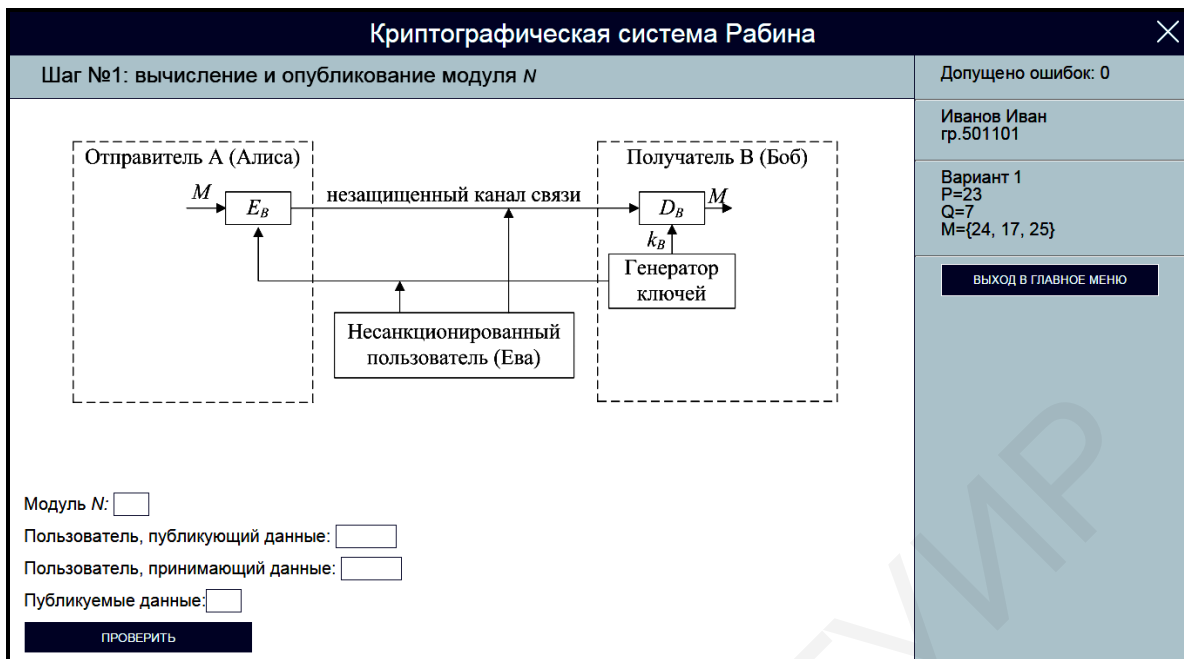 Криптографическая система Рабина
Шаг №1: вычисление и опубликование модуля N
Допущено ошибок: 0
Иванов Иван
гр.501101
Вариант 1
P=23
Q=7
M={24, 17, 25}
ВЫХОД В ГЛАВНОЕ МЕНЮ
Отправитель А (Алиса)
Получатель В (Боб)
M
E_B
незащищенный канал связи
D_B
M
k_B
Генератор
ключей
Несанкционированный
пользователь (Ева)
Модуль N:
Пользователь, публикующий данные:
Пользователь, принимающий данные:
Публикуемые данные:
ПРОВЕРИТЬ